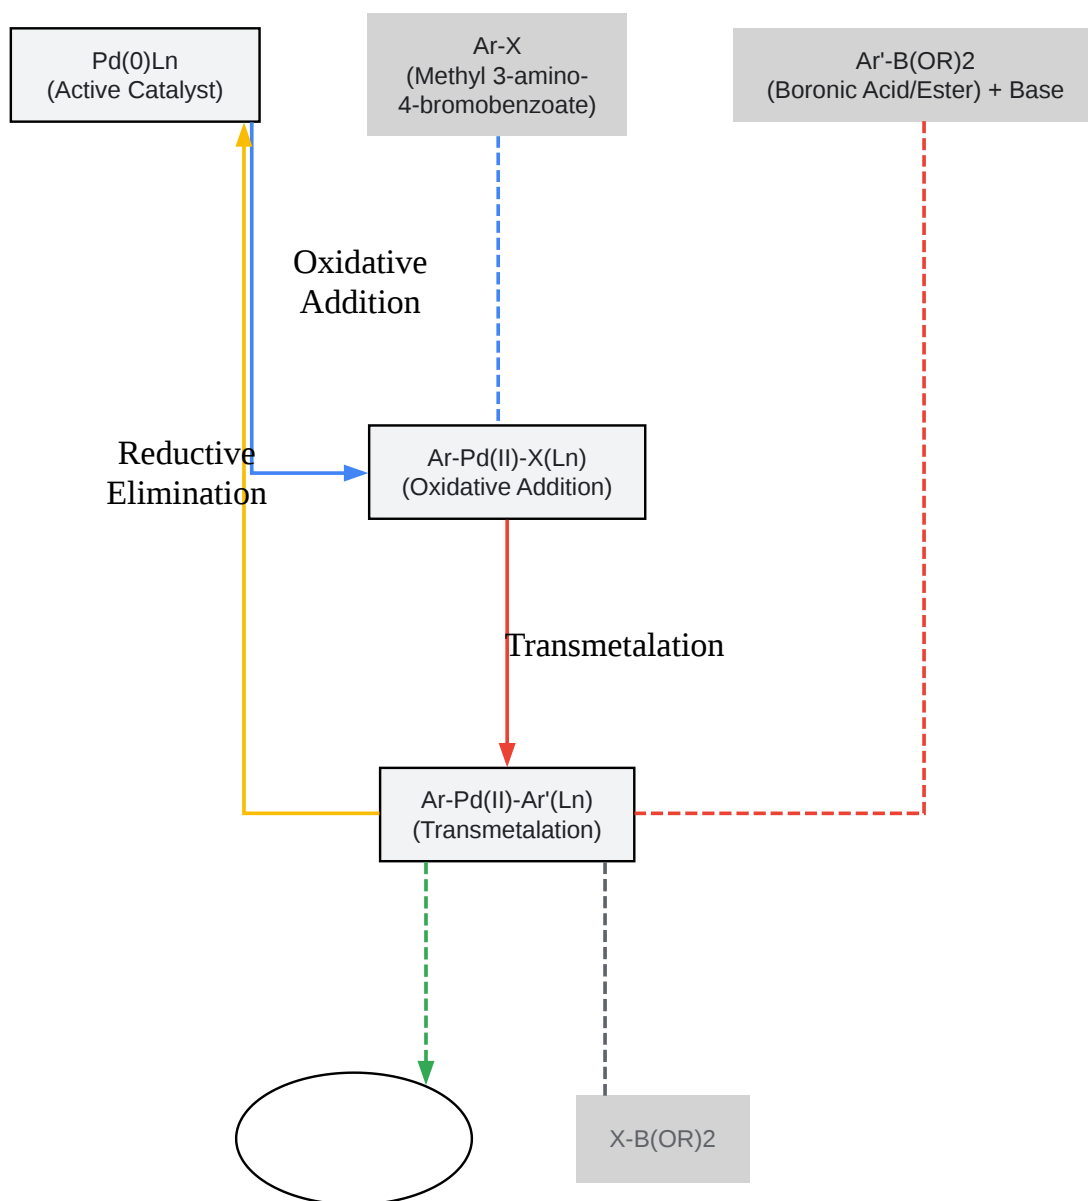 Pd(0)Ln
(Active Catalyst)
Ar-X
(Methyl 3-amino-
4-bromobenzoate)
Ar'-B(OR)2
(Boronic Acid/Ester) + Base
Oxidative
Addition
Reductive
Elimination
Ar-Pd(II)-X(Ln)
(Oxidative Addition)
Transmetalation
Ar-Pd(II)-Ar'(Ln)
(Transmetalation)
X-B(OR)2